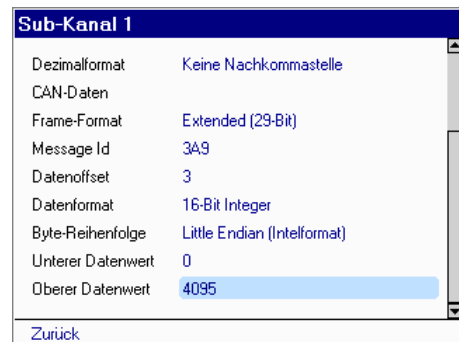 Sub-Kanal 1
Dezimalformat Keine Nachkommastelle
CAN-Daten
Frame-Format Extended (29-Bit)
Message Id 3A9
Datenoffset 3
Datenformat 16-Bit Integer
Byte-Reihenfolge Little Endian (Intelformat)
Unterer Datenwert 0
Oberer Datenwert 4095
Zurück